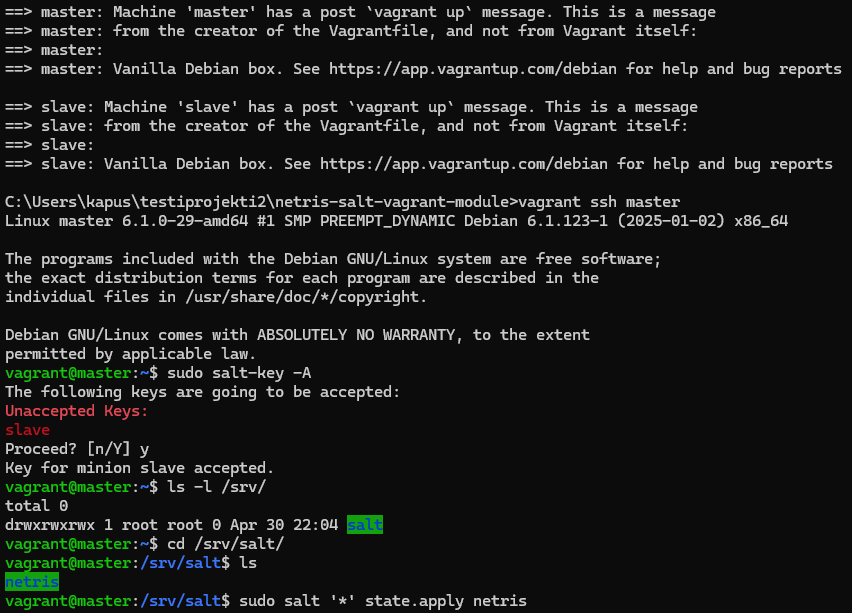 ==> master: Machine 'master' has a post `vagrant up` message. This is a message
==> master: from the creator of the Vagrantfile, and not from Vagrant itself:
==> master:
==> master: Vanilla Debian box. See https://app.vagrantup.com/debian for help and bug reports
==> slave: Machine 'slave' has a post `vagrant up` message. This is a message
==> slave: from the creator of the Vagrantfile, and not from Vagrant itself:
==> slave:
==> slave: Vanilla Debian box. See https://app.vagrantup.com/debian for help and bug reports
C:\Users\kapus\testiprojekti2\netris-salt-vagrant-module>vagrant ssh master
Linux master 6.1.0-29-amd64 #1 SMP PREEMPT_DYNAMIC Debian 6.1.123-1 (2025-01-02) x86_64
The programs included with the Debian GNU/Linux system are free software;
the exact distribution terms for each program are described in the
individual files in /usr/share/doc/*/copyright.
Debian GNU/Linux comes with ABSOLUTELY NO WARRANTY, to the extent
permitted by applicable law.
vagrant@master:~$ sudo salt-key -A
The following keys are going to be accepted:
Unaccepted Keys:
slave
Proceed? [n/Y] y
Key for minion slave accepted.
vagrant@master:~$ ls -l /srv/
total 0
drwxrwxrwx 1 root root 0 Apr 30 22:04 salt
vagrant@master:~$ cd /srv/salt/
vagrant@master:/srv/salt$ ls
netris
vagrant@master:/srv/salt$ sudo salt '*' state.apply netris